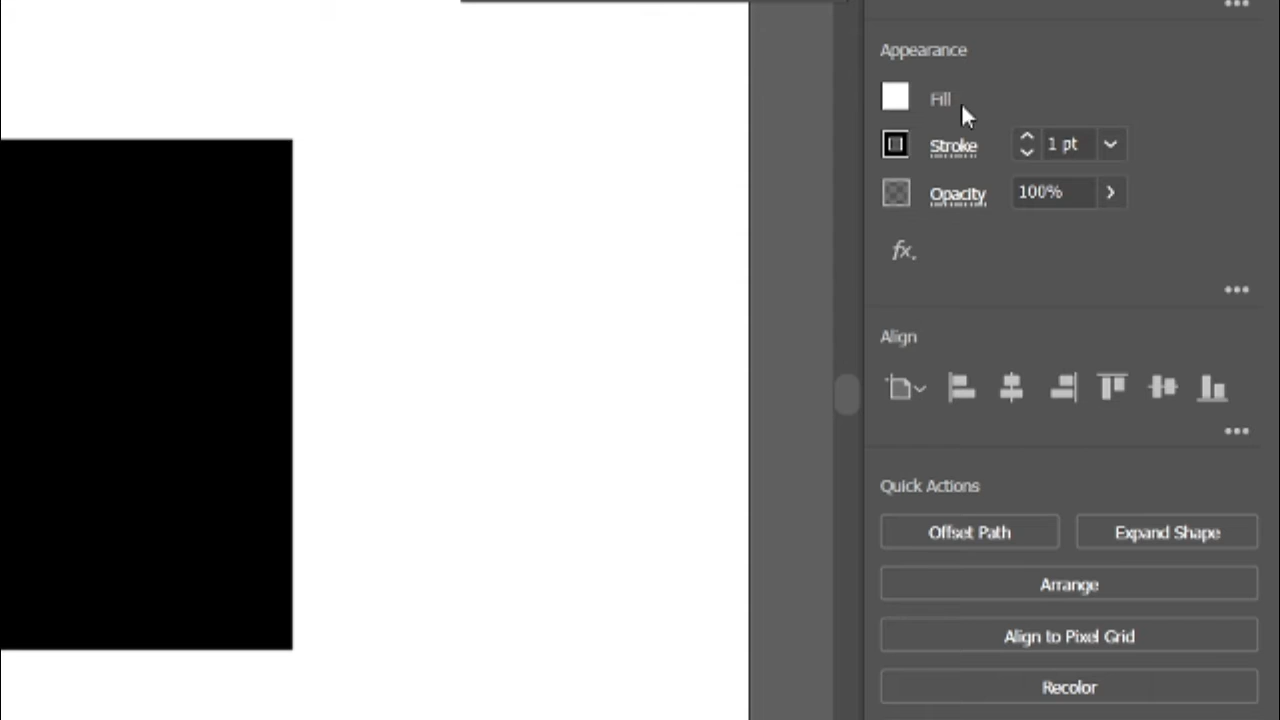 Appearance
Fill
Stroke 1 pt
Opacity 100%
fx.
Align
Quick Actions
Offset Path Expand Shape
Arrange
Align to Pixel Grid
Recolor